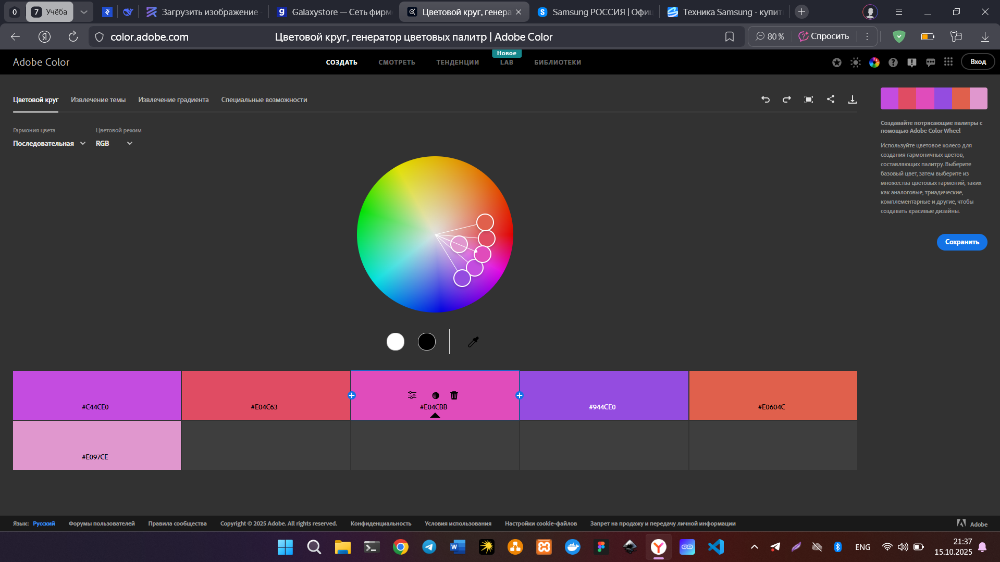 0
7 Учёба
Загрузить изображение
Galaxystore — Сеть фирм
Цветовой круг, генера
Samsung РОССИЯ | Офиц
Техника Samsung - купит
color.adobe.com
Цветовой круг, генератор цветовых палитр | Adobe Color
80 %
Спросить
Adobe Color
СОЗДАТЬ
СМОТРЕТЬ
ТЕНДЕНЦИИ
Новое
LAB
БИБЛИОТЕКИ
Вход
Цветовой круг
Извлечение темы
Извлечение градиента
Специальные возможности
Гармония цвета
Последовательная
Цветовой режим
RGB
Создавайте потрясающие палитры с
помощью Adobe Color Wheel
Используйте цветовое колесо для
создания гармоничных цветов,
составляющих палитру. Выберите
базовый цвет, затем выберите из
множества цветовых гармоний, таких
как аналоговые, триадические,
комплементарные и другие, чтобы
создавать красивые дизайны.
Сохранить
#C44CE0
#E04C63
#E04CBB
#944CE0
#E0604C
#E097CE
Язык: Русский
Форумы пользователей
Правила сообщества
Copyright © 2025 Adobe. All rights reserved.
Конфиденциальность
Условия использования
Настройки cookie-файлов
Запрет на продажу и передачу личной информации
Adobe
ENG
21:37
15.10.2025